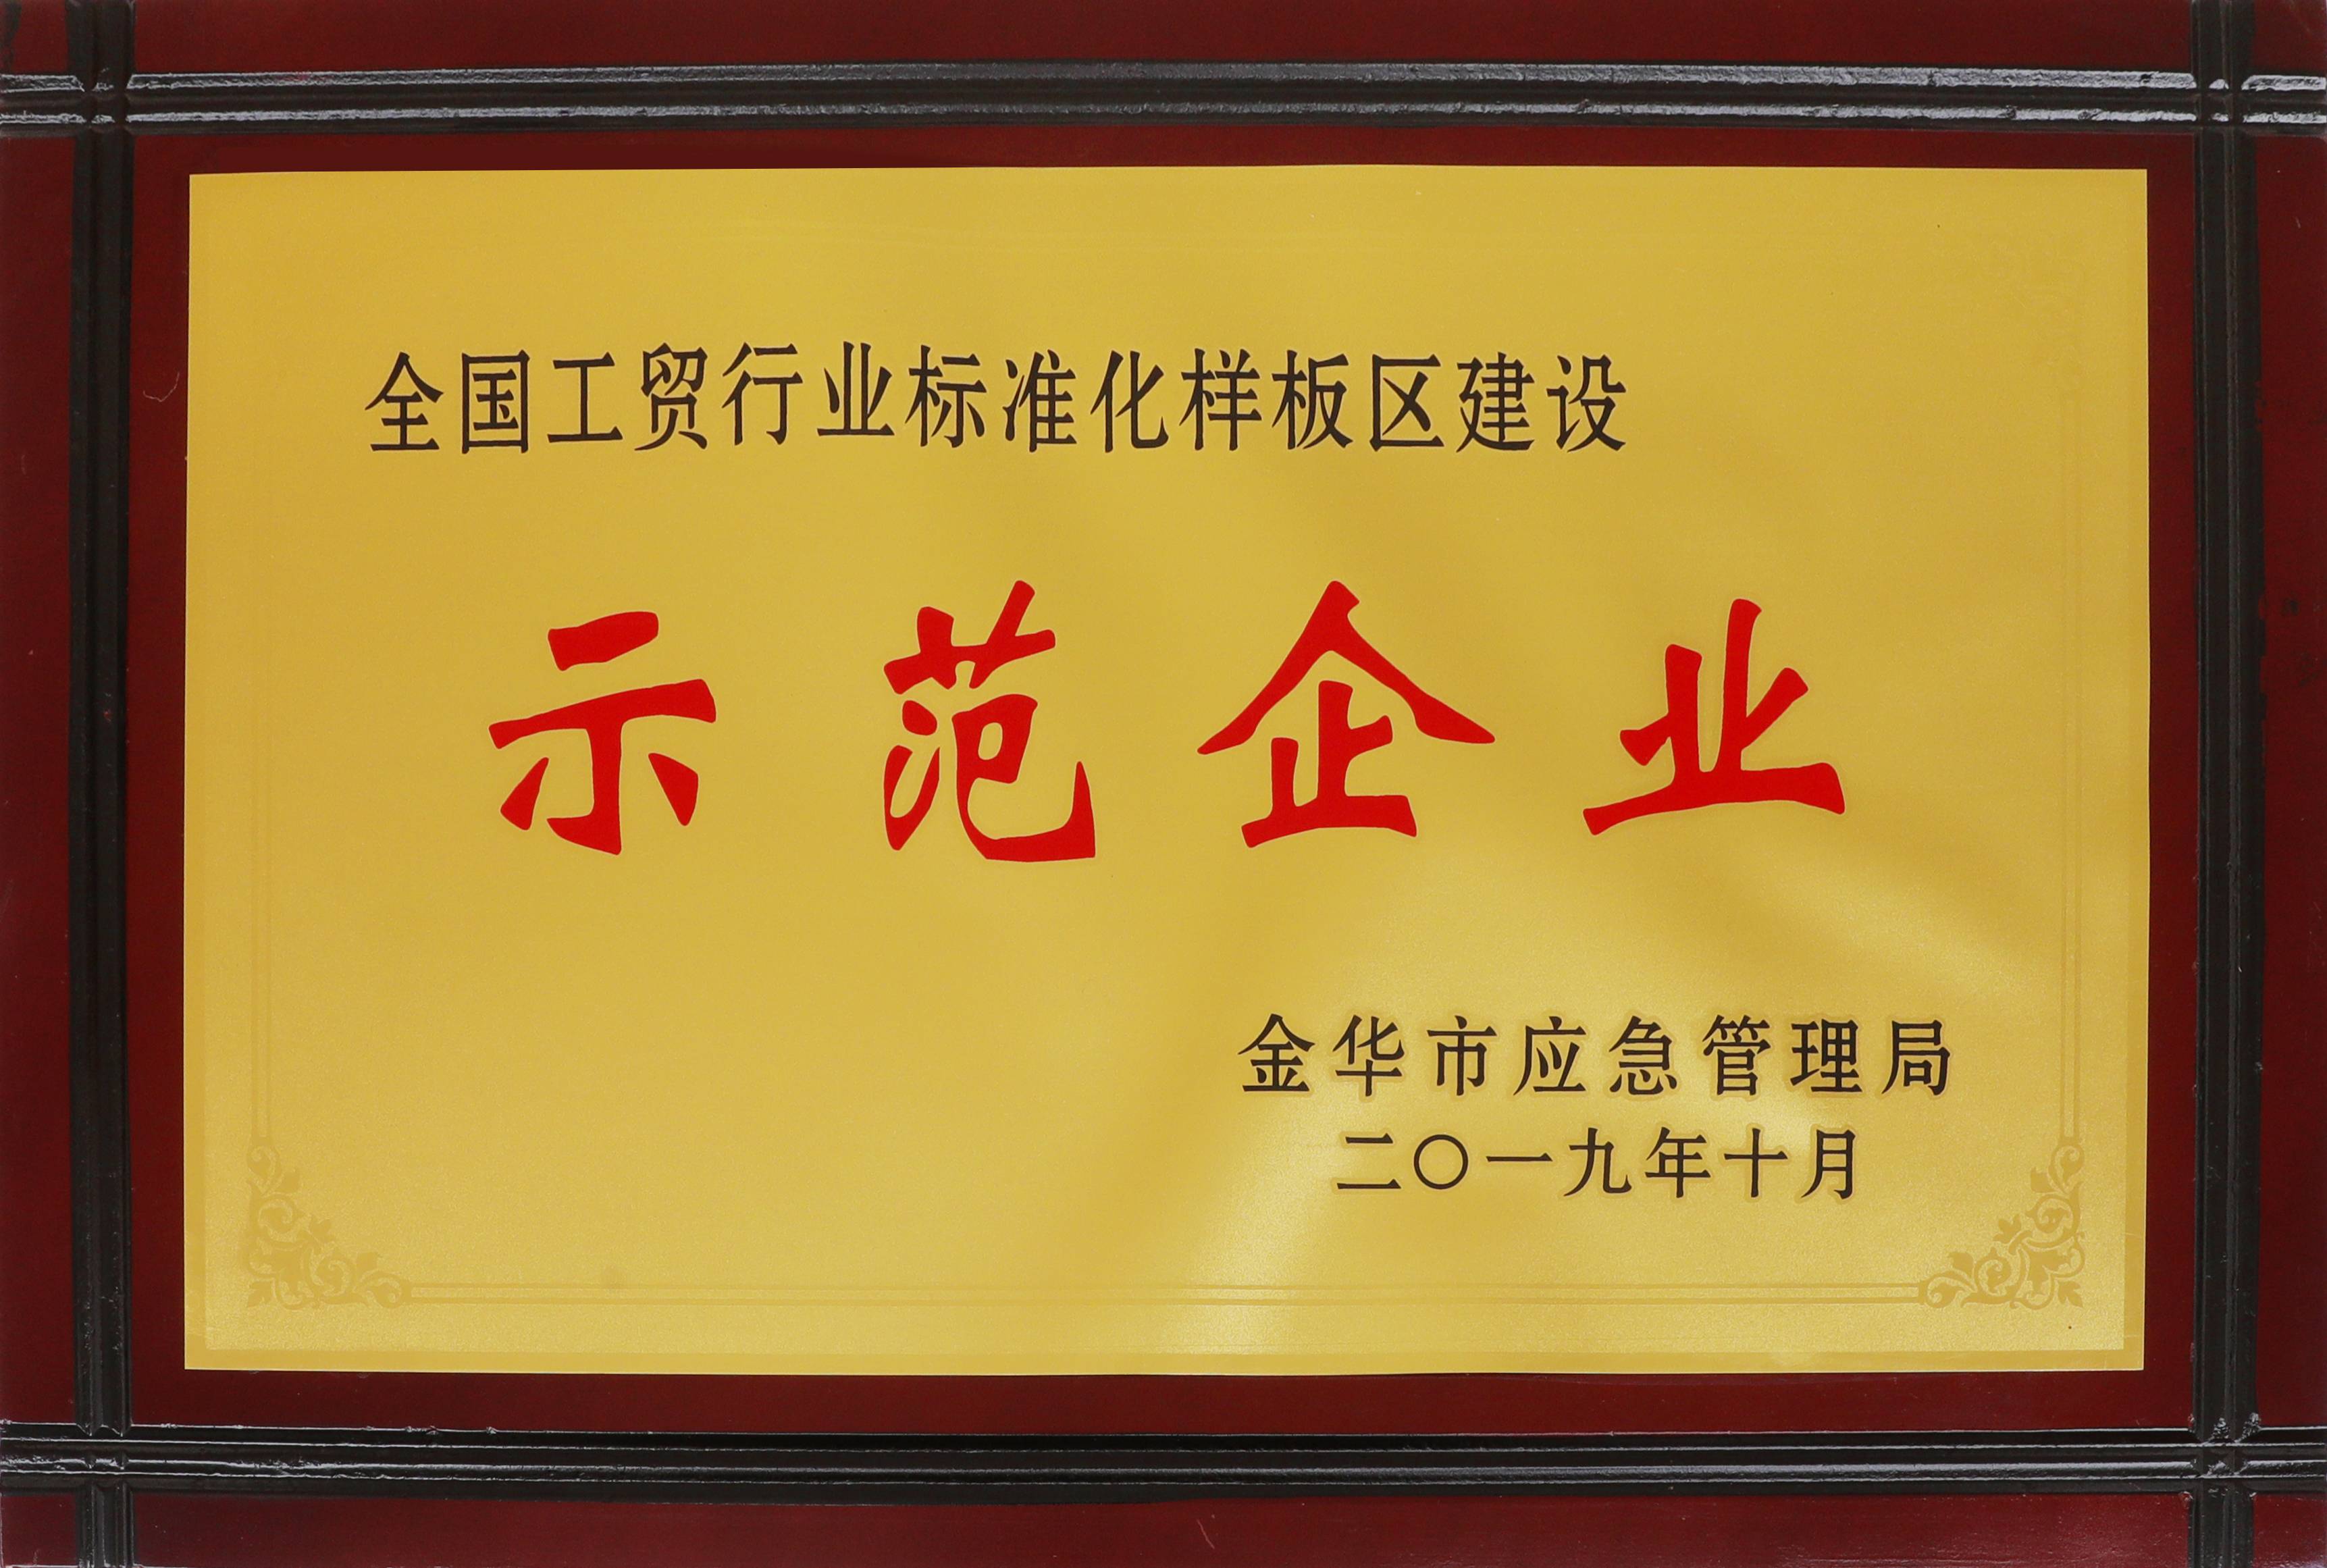 全国工贸行业标准化样板区建设
示范企业
金华市应急管理局
二〇一九年十月